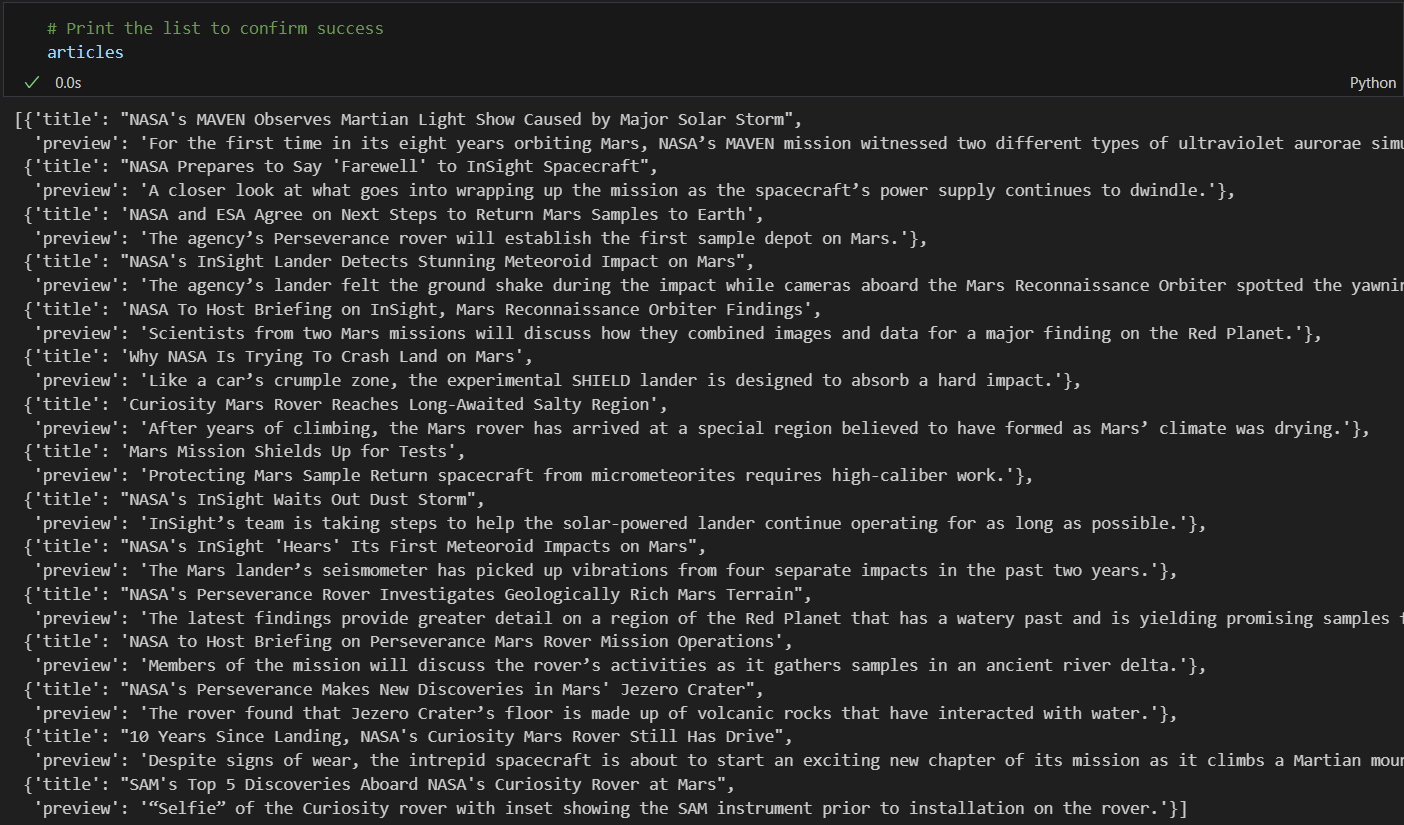 # Print the list to confirm success
articles
0.0s
Python
[{'title': "NASA's MAVEN Observes Martian Light Show Caused by Major Solar Storm",
'preview': 'For the first time in its eight years orbiting Mars, NASA’s MAVEN mission witnessed two different types of ultraviolet aurorae
{'title': "NASA Prepares to Say 'Farewell' to InSight Spacecraft",
'preview': 'A closer look at what goes into wrapping up the mission as the spacecraft’s power supply continues to dwindle.'},
{'title': 'NASA and ESA Agree on Next Steps to Return Mars Samples to Earth',
'preview': 'The agency’s Perseverance rover will establish the first sample depot on Mars.'},
{'title': "NASA's InSight Lander Detects Stunning Meteoroid Impact on Mars",
'preview': 'The agency’s lander felt the ground shake during the impact while cameras aboard the Mars Reconnaissance Orbiter spotted the
{'title': 'NASA To Host Briefing on InSight, Mars Reconnaissance Orbiter Findings',
'preview': 'Scientists from two Mars missions will discuss how they combined images and data for a major finding on the Red Planet.'},
{'title': 'Why NASA Is Trying To Crash Land on Mars',
'preview': 'Like a car’s crumple zone, the experimental SHIELD lander is designed to absorb a hard impact.'},
{'title': 'Curiosity Mars Rover Reaches Long-Awaited Salty Region',
'preview': 'After years of climbing, the Mars rover has arrived at a special region believed to have formed as Mars’ climate was drying.'},
{'title': 'Mars Mission Shields Up for Tests',
'preview': 'Protecting Mars Sample Return spacecraft from micrometeorites requires high-caliber work.'},
{'title': "NASA's InSight Waits Out Dust Storm",
'preview': 'InSight’s team is taking steps to help the solar-powered lander continue operating for as long as possible.'},
{'title': "NASA's InSight 'Hears' Its First Meteoroid Impacts on Mars",
'preview': 'The Mars lander’s seismometer has picked up vibrations from four separate impacts in the past two years.'},
{'title': "NASA's Perseverance Rover Investigates Geologically Rich Mars Terrain",
'preview': 'The latest findings provide greater detail on a region of the Red Planet that has a watery past and is yielding promising samples
{'title': 'NASA to Host Briefing on Perseverance Mars Rover Mission Operations',
'preview': 'Members of the mission will discuss the rover’s activities as it gathers samples in an ancient river delta.'},
{'title': "NASA's Perseverance Makes New Discoveries in Mars' Jezero Crater",
'preview': 'The rover found that Jezero Crater’s floor is made up of volcanic rocks that have interacted with water.'},
{'title': "10 Years Since Landing, NASA's Curiosity Mars Rover Still Has Drive",
'preview': 'Despite signs of wear, the intrepid spacecraft is about to start an exciting new chapter of its mission as it climbs a Martian
{'title': "SAM's Top 5 Discoveries Aboard NASA's Curiosity Rover at Mars",
'preview': '“Selfie” of the Curiosity rover with inset showing the SAM instrument prior to installation on the rover.'}]